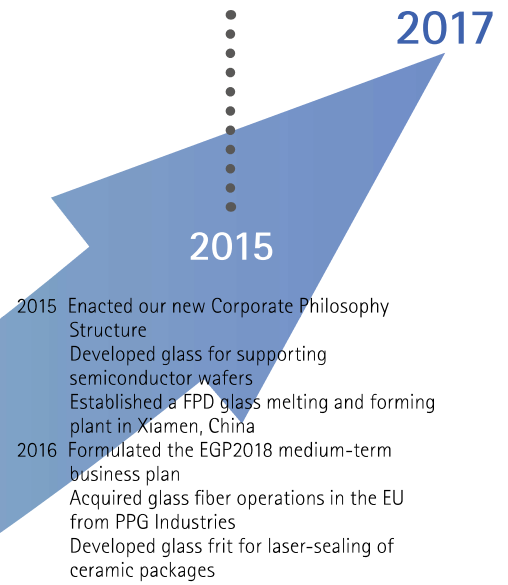 2017
2015
2015 Enacted our new Corporate Philosophy
Structure
Developed glass for supporting
semiconductor wafers
Established a FPD glass melting and forming
plant in Xiamen, China
2016 Formulated the EGP2018 medium-term
business plan
Acquired glass fiber operations in the EU
from PPG Industries
Developed glass frit for laser-sealing of
ceramic packages